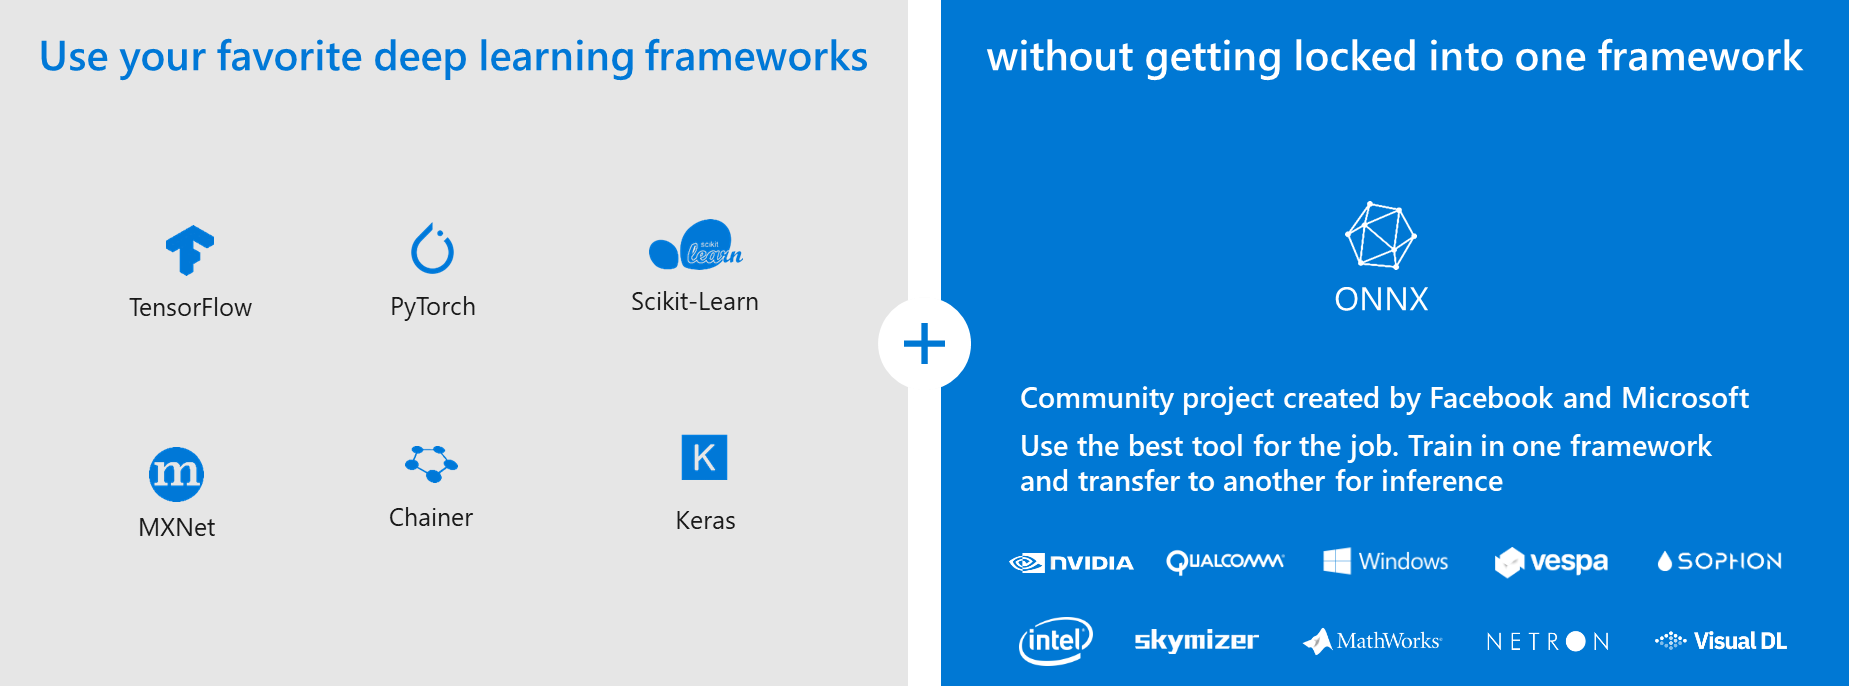 Use your favorite deep learning frameworks
without getting locked into one framework
TensorFlow
PyTorch
scikit
learn
Scikit-Learn
m
MXNet
Chainer
K
Keras
ONNX
Community project created by Facebook and Microsoft
Use the best tool for the job. Train in one framework
and transfer to another for inference
NVIDIA
QUALCOMM
Windows
vespa
SOPHON
intel
skymizer
MathWorks
NETRON
Visual DL